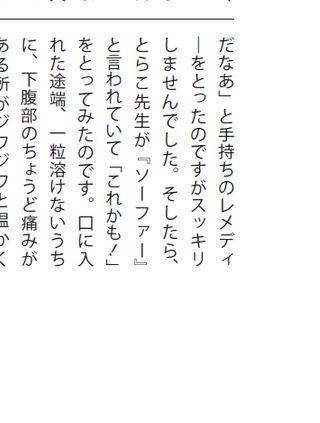 だなあ」と手持ちのレメディ
ーをとったのですがスッキリ
しませんでした。そしたら、
とらこ先生が『ソーファー』
と言われていて「これかも！」
をとってみたのです。口に入
れた途端、一粒溶けないうち
に、下腹部のちょうど痛みが
ある所がジワジワと温かく